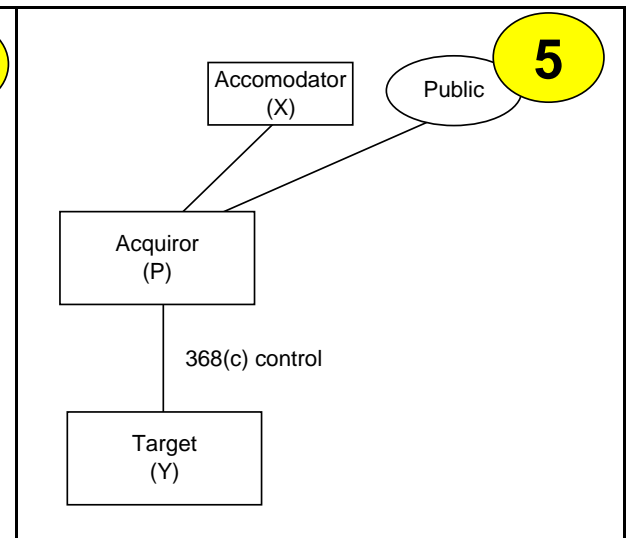 5
Accomodator
(X)
Public
Acquiror
(P)
368(c) control
Target
(Y)